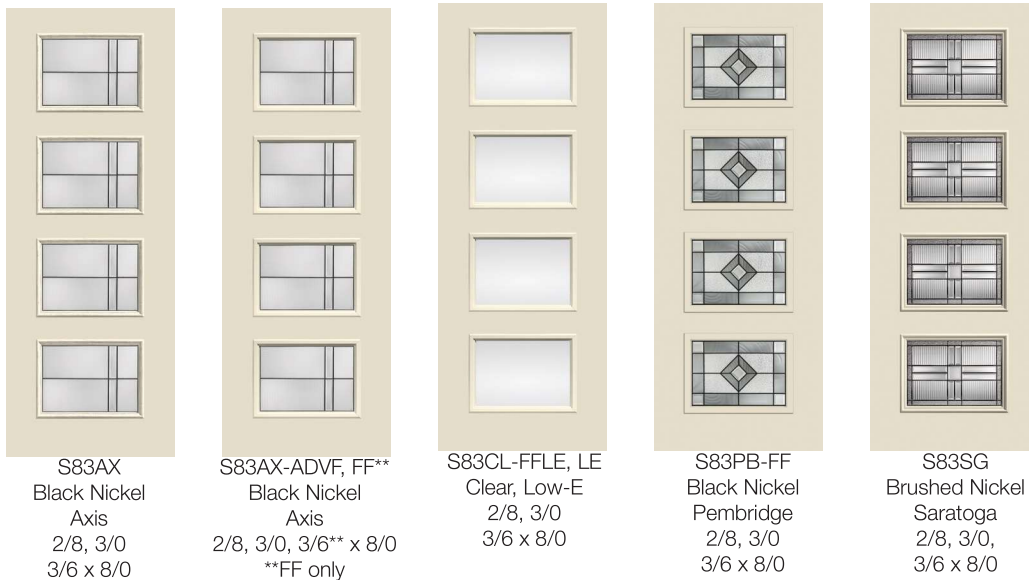 S83AX
Black Nickel
Axis
2/8, 3/0
3/6 x 8/0
S83AX-ADVF, FF**
Black Nickel
Axis
2/8, 3/0, 3/6** x 8/0
**FF only
S83CL-FFLE, LE
Clear, Low-E
2/8, 3/0
3/6 x 8/0
S83PB-FF
Black Nickel
Pembridge
2/8, 3/0
3/6 x 8/0
S83SG
Brushed Nickel
Saratoga
2/8, 3/0,
3/6 x 8/0